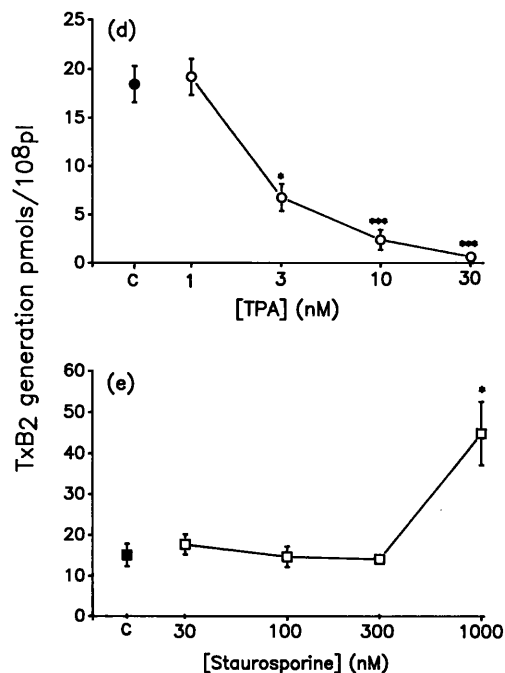 (d)
25
20
15
10
5
0
*
***
***
C 1 3 10 30
[TPA] (nM)
TxB2 generation pmols/10⁸pl
(e)
60
50
40
30
20
10
0
*
C 30 100 300 1000
[Staurosporine] (nM)